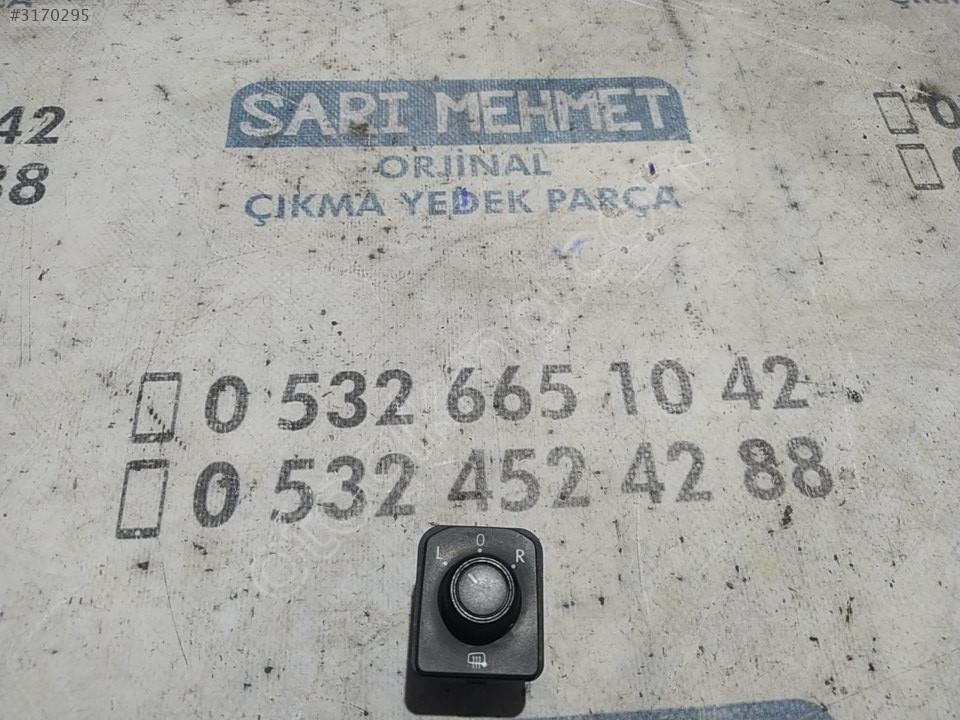 #3170295
42
88
SARI MEHMET
ORJİNAL
ÇIKMA YEDEK PARÇA
0 532 665 10 42
0 532 452 42 88
L 0 R